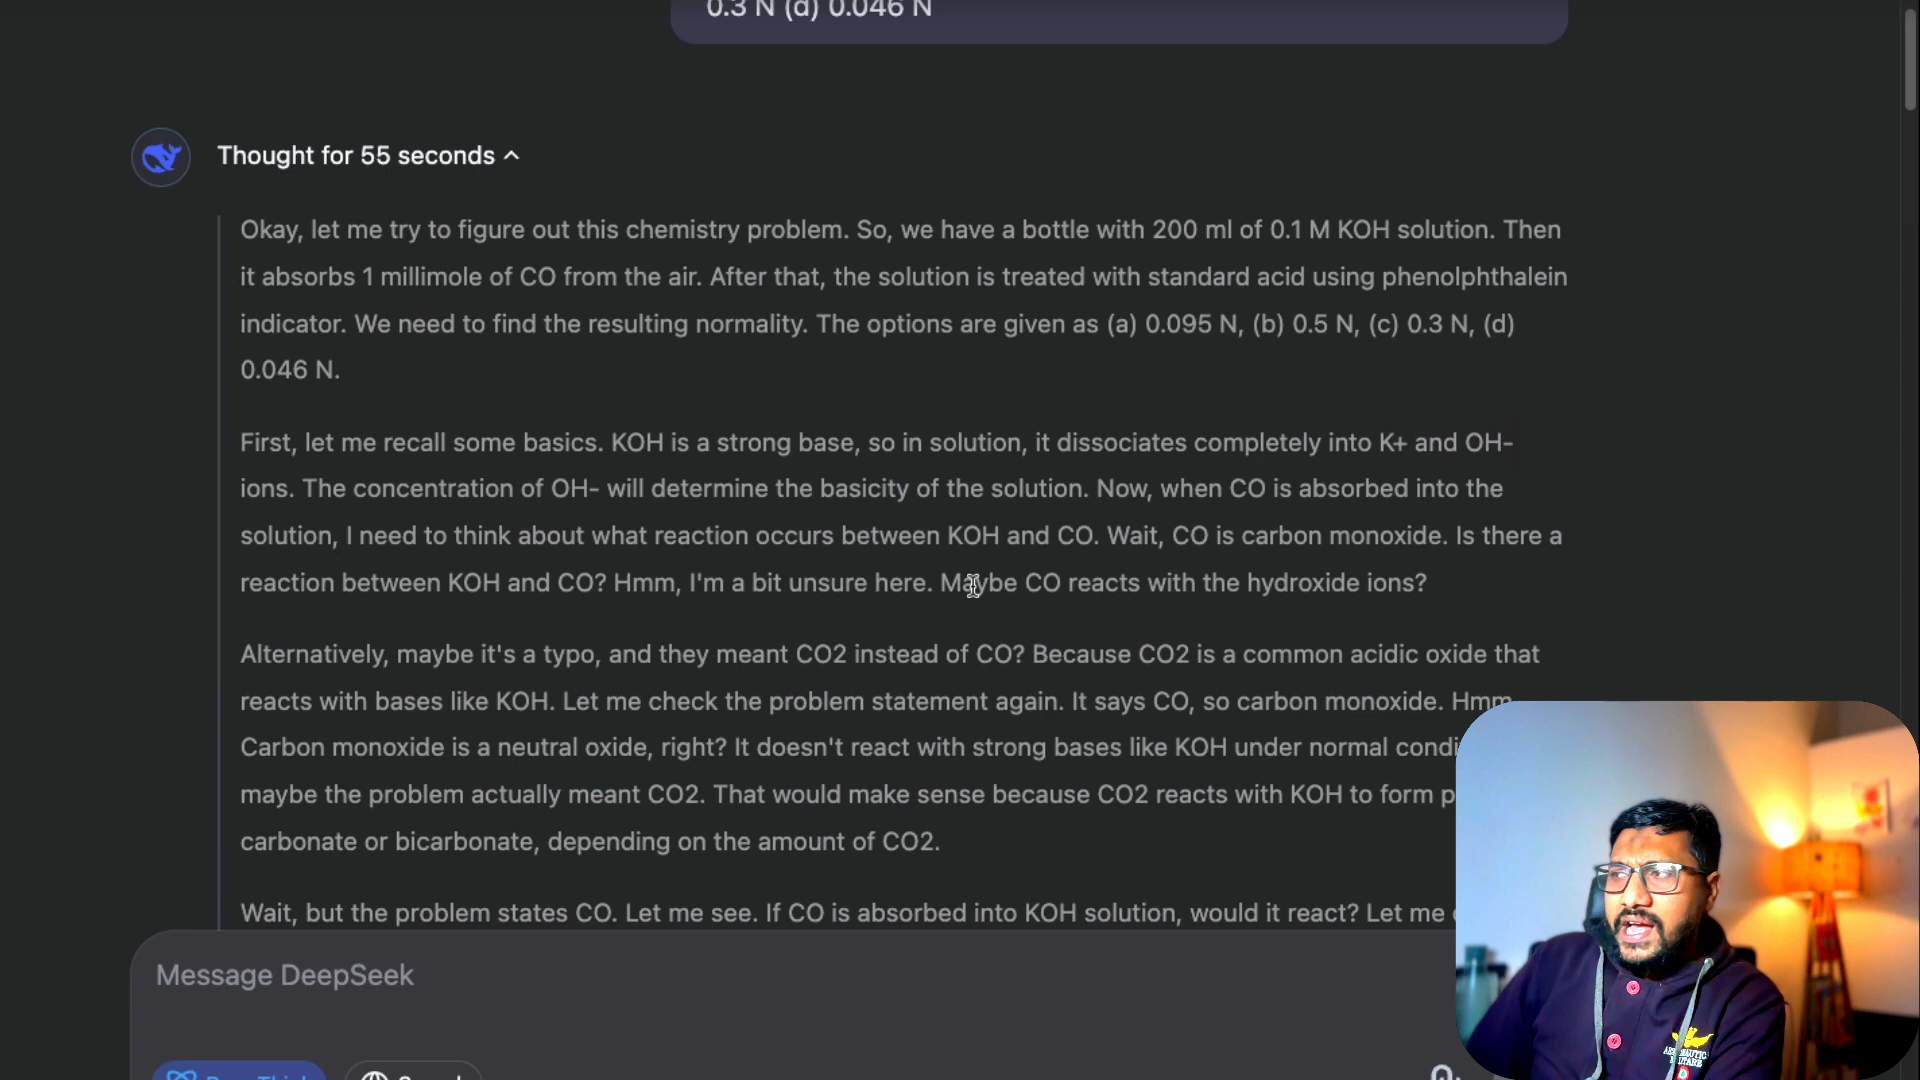 0.3 N (d) 0.046 N
Thought for 55 seconds
Okay, let me try to figure out this chemistry problem. So, we have a bottle with 200 ml of 0.1 M KOH solution. Then
it absorbs 1 millimole of CO from the air. After that, the solution is treated with standard acid using phenolphthalein
indicator. We need to find the resulting normality. The options are given as (a) 0.095 N, (b) 0.5 N, (c) 0.3 N, (d)
0.046 N.
First, let me recall some basics. KOH is a strong base, so in solution, it dissociates completely into K+ and OH-
ions. The concentration of OH- will determine the basicity of the solution. Now, when CO is absorbed into the
solution, I need to think about what reaction occurs between KOH and CO. Wait, CO is carbon monoxide. Is there a
reaction between KOH and CO? Hmm, I'm a bit unsure here. Maybe CO reacts with the hydroxide ions?
Alternatively, maybe it's a typo, and they meant CO2 instead of CO? Because CO2 is a common acidic oxide that
reacts with bases like KOH. Let me check the problem statement again. It says CO, so carbon monoxide. Hmm
Carbon monoxide is a neutral oxide, right? It doesn't react with strong bases like KOH under normal condi
maybe the problem actually meant CO2. That would make sense because CO2 reacts with KOH to form p
carbonate or bicarbonate, depending on the amount of CO2.
Wait, but the problem states CO. Let me see. If CO is absorbed into KOH solution, would it react? Let me
Message DeepSeek